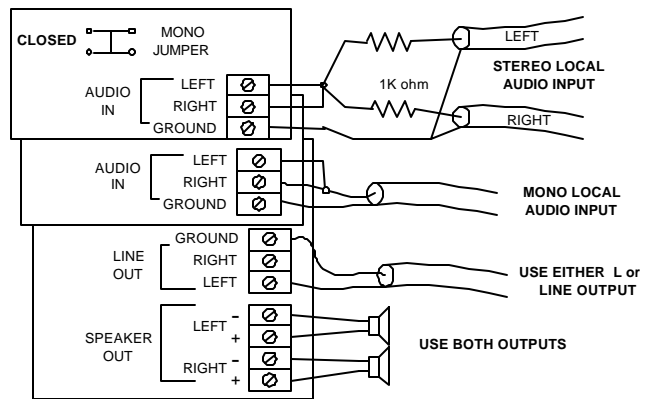 CLOSED
MONO
JUMPER
AUDIO
IN
LEFT
RIGHT
GROUND
1K ohm
LEFT
STEREO LOCAL
AUDIO INPUT
RIGHT
AUDIO
IN
LEFT
RIGHT
GROUND
MONO LOCAL
AUDIO INPUT
LINE
OUT
GROUND
RIGHT
LEFT
USE EITHER L or
LINE OUTPUT
SPEAKER
OUT
LEFT - +
RIGHT - +
USE BOTH OUTPUTS